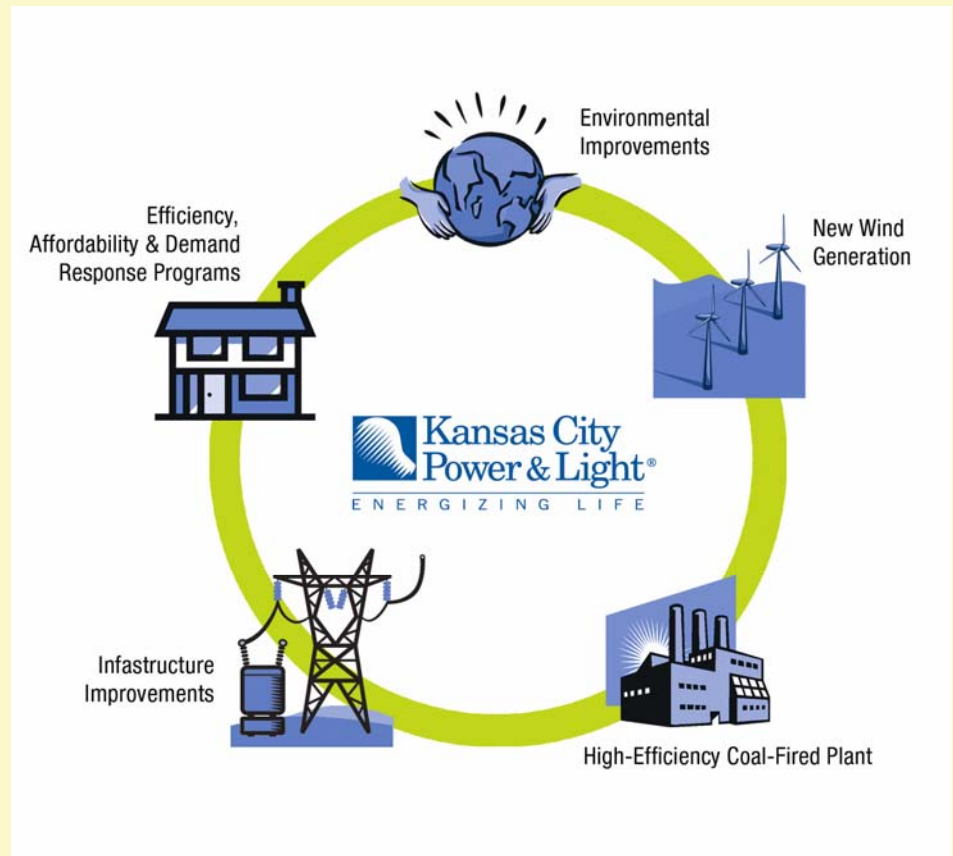 Environmental
Improvements
New Wind
Generation
Efficiency,
Affordability & Demand
Response Programs
Kansas City
Power & Light®
ENERGIZING LIFE
Infastructure
Improvements
High-Efficiency Coal-Fired Plant